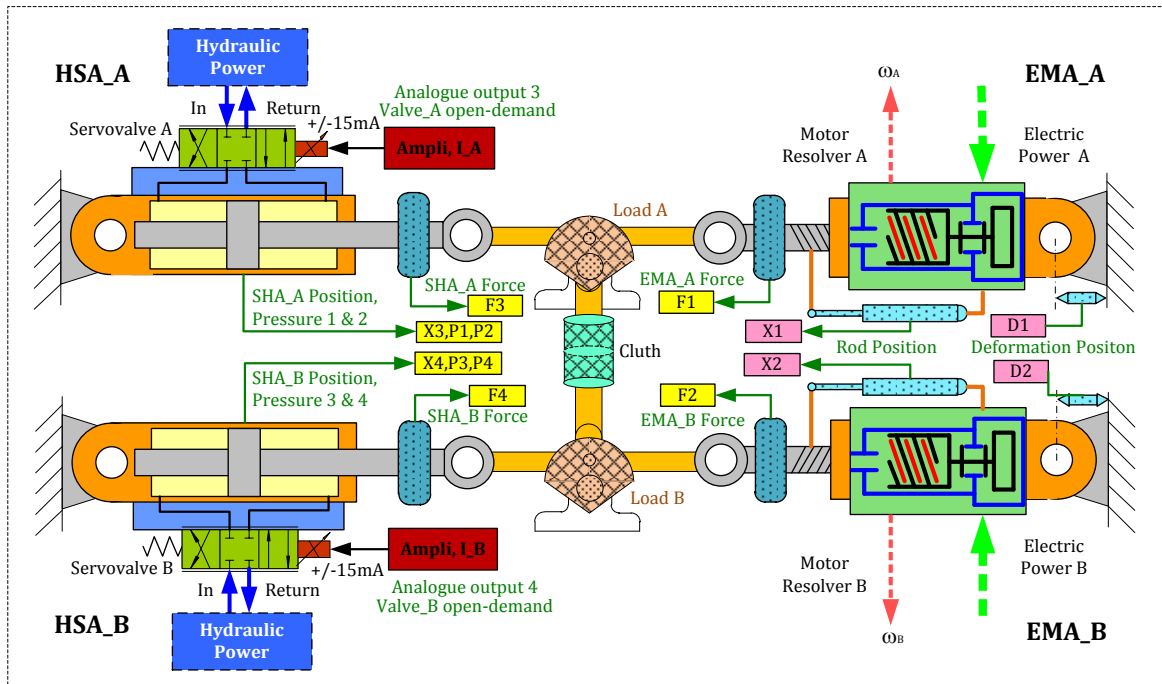 HSA_A
Hydraulic
Power
In
Return
+/-15mA
Servovalve A
Analogue output 3
Valve_A open-demand
Ampli, I_A
ωA
EMA_A
Motor
Resolver A
Electric
Power A
Load A
SHA_A Position,
Pressure 1 & 2
SHA_A Force
F3
X3,P1,P2
EMA_A Force
F1
X1
D1
Cluth
Rod Position
Deformation Positon
X4,P3,P4
X2
D2
SHA_B Position,
Pressure 3 & 4
F4
SHA_B Force
F2
EMA_B Force
Load B
Ampli, I_B
+/-15mA
Servovalve B
In
Return
Analogue output 4
Valve_B open-demand
Motor
Resolver B
Electric
Power B
HSA_B
Hydraulic
Power
ωB
EMA_B